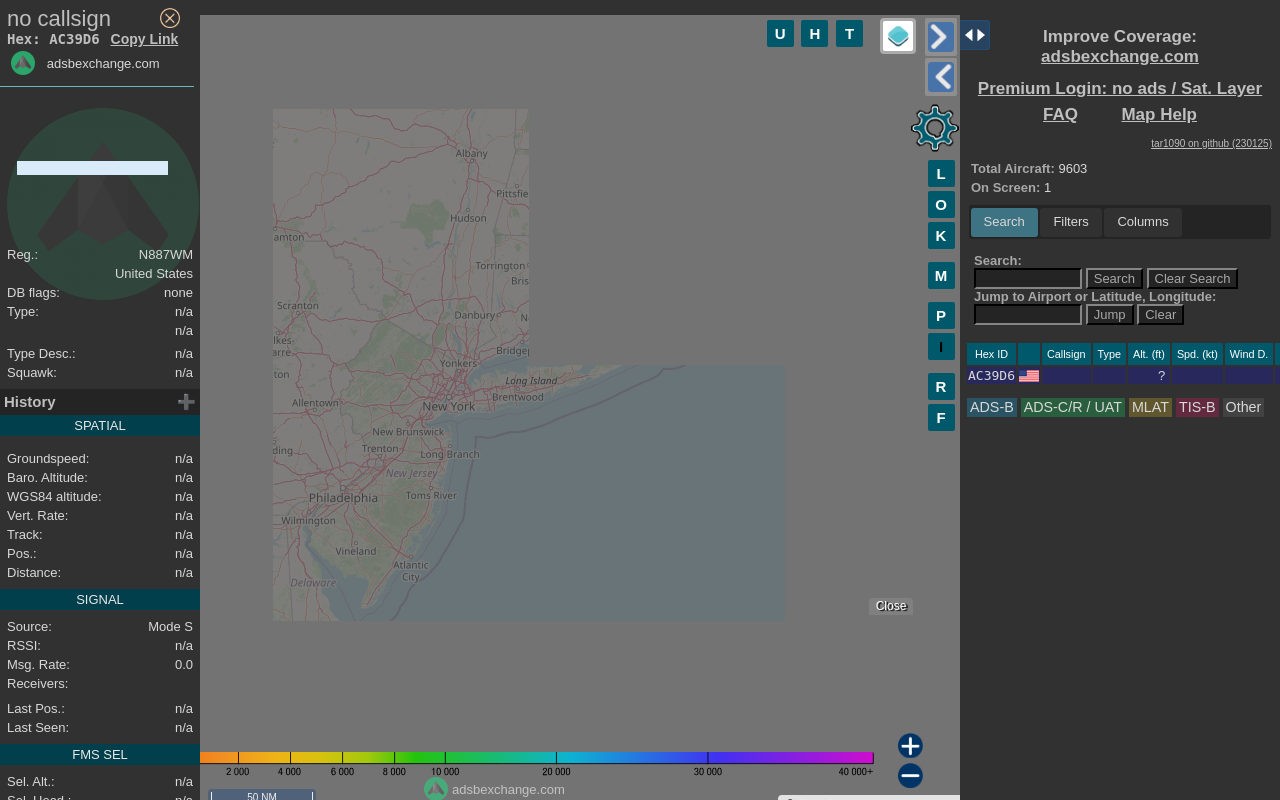 no callsign
Hex: AC39D6 Copy Link
adsbexchange.com
Reg.: N887WM
United States
DB flags: none
Type: n/a
n/a
Type Desc.: n/a
Squawk: n/a
History
SPATIAL
Groundspeed: n/a
Baro. Altitude: n/a
WGS84 altitude: n/a
Vert. Rate: n/a
Track: n/a
Pos.: n/a
Distance: n/a
SIGNAL
Source: Mode S
RSSI: n/a
Msg. Rate: 0.0
Receivers:
Last Pos.: n/a
Last Seen: n/a
FMS SEL
Sel. Alt.: n/a
Sel. Head.: n/a
U H T
L
O
K
M
P
I
R
F
Albany
Pittsfie
Hudson
amton
Torrington
Bris
Scranton
Danbury
N
lkes-
arre
Bridgep
Yonkers
ton
Long Island
Allentown
New York
Brentwood
New Brunswick
ding
Trenton
Long Branch
New Jersey
Philadelphia
Toms River
Wilmington
Vineland
Atlantic
City
Delaware
Close
2 000 4 000 6 000 8 000 10 000 20 000 30 000 40 000+
adsbexchange.com
50 NM
Improve Coverage:
adsbexchange.com
Premium Login: no ads / Sat. Layer
FAQ Map Help
tar1090 on github (230125)
Total Aircraft: 9603
On Screen: 1
Search Filters Columns
Search:
Search Clear Search
Jump to Airport or Latitude, Longitude:
Jump Clear
Hex ID Callsign Type Alt. (ft) Spd. (kt) Wind D.
AC39D6 ?
ADS-B ADS-C/R / UAT MLAT TIS-B Other